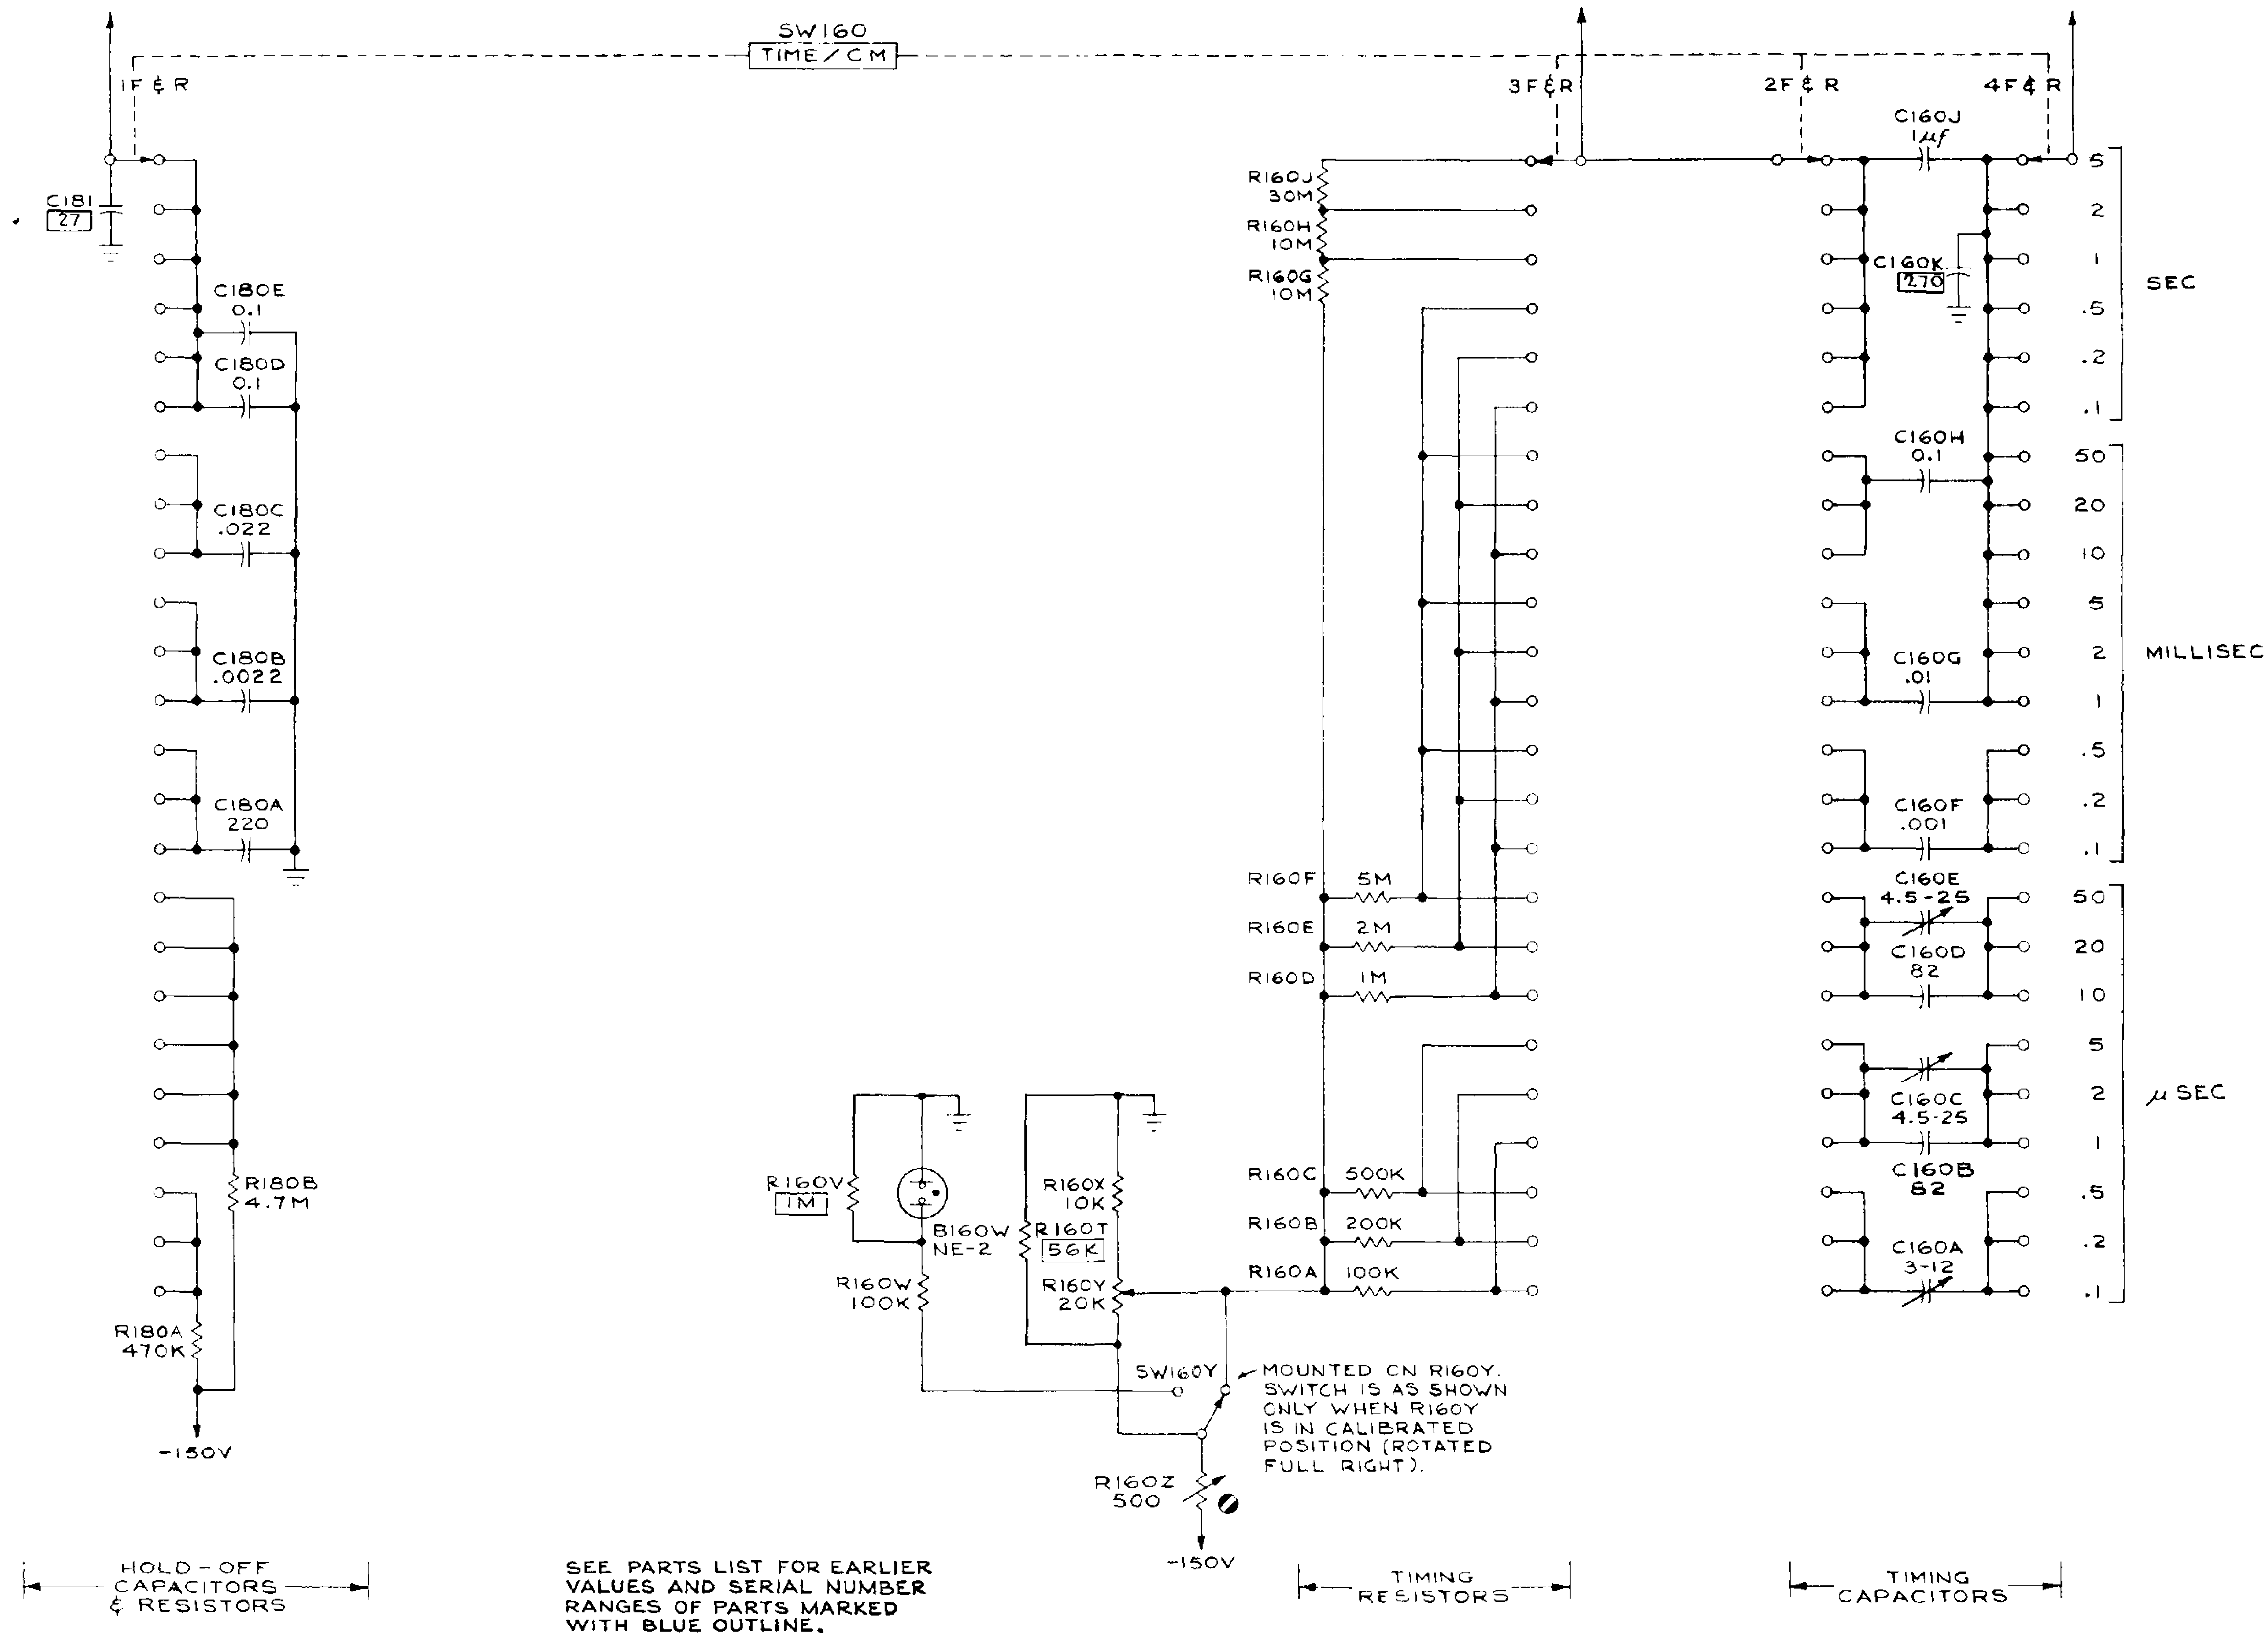 SW160
TIME/CM
1F & R
3F & R
2F & R
4F & R
C181
27
C180E
0.1
C180D
0.1
C180C
.022
C180B
.0022
C180A
220
R180B
4.7M
R180A
470K
-150V
R160V
1M
B160W
NE-2
R160W
100K
R160X
10K
R160T
56K
R160Y
20K
SW160Y
MOUNTED ON R160Y.
SWITCH IS AS SHOWN
ONLY WHEN R160Y
IS IN CALIBRATED
POSITION (ROTATED
FULL RIGHT).
R160Z
500
-150V
R160J
30M
R160H
10M
R160G
10M
R160F 5M
R160E 2M
R160D 1M
R160C 500K
R160B 200K
R160A 100K
C160J
1μf
C160K
270
C160H
0.1
C160G
.01
C160F
.001
C160E
4.5-25
C160D
82
C160C
4.5-25
C160B
82
C160A
3-12
5
2
1
.5
.2
.1
SEC
50
20
10
5
2
1
.5
.2
.1
MILLISEC
50
20
10
5
2
1
.5
.2
.1
μ SEC
HOLD-OFF
CAPACITORS
& RESISTORS
SEE PARTS LIST FOR EARLIER
VALUES AND SERIAL NUMBER
RANGES OF PARTS MARKED
WITH BLUE OUTLINE.
TIMING
RESISTORS
TIMING
CAPACITORS